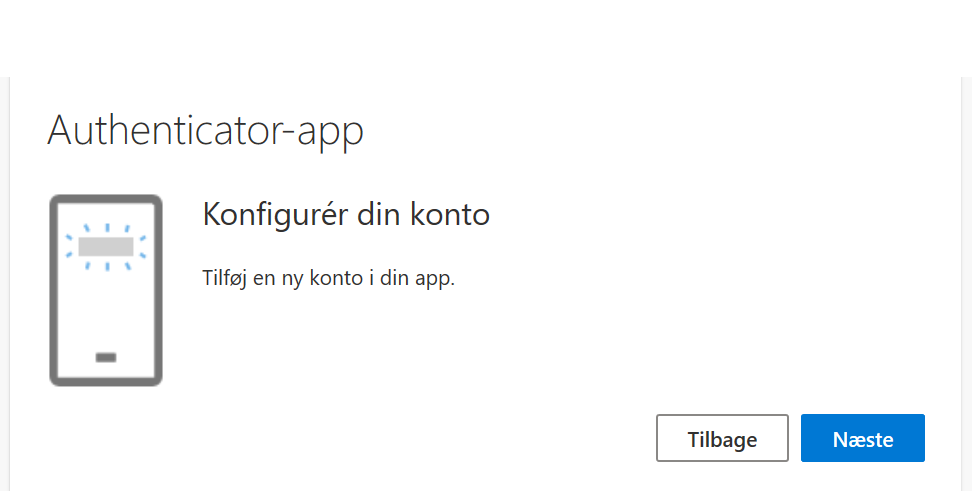 Authenticator-app
Konfigurér din konto
Tilføj en ny konto i din app.
Tilbage
Næste